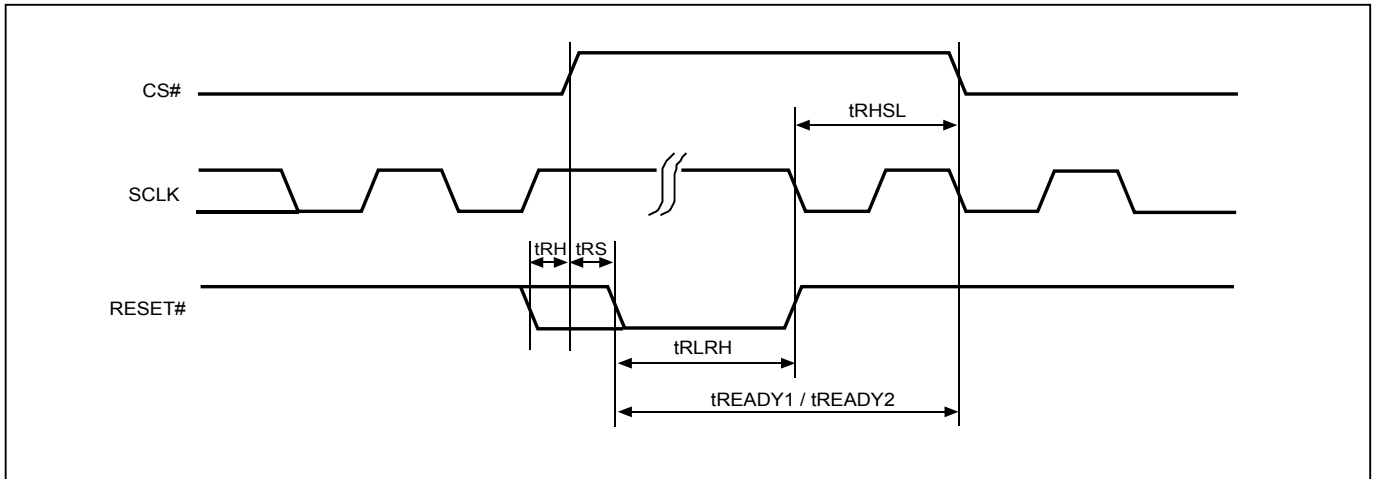 CS#
tRHSL
SCLK
tRH tRS
RESET#
tRLRH
tREADY1 / tREADY2